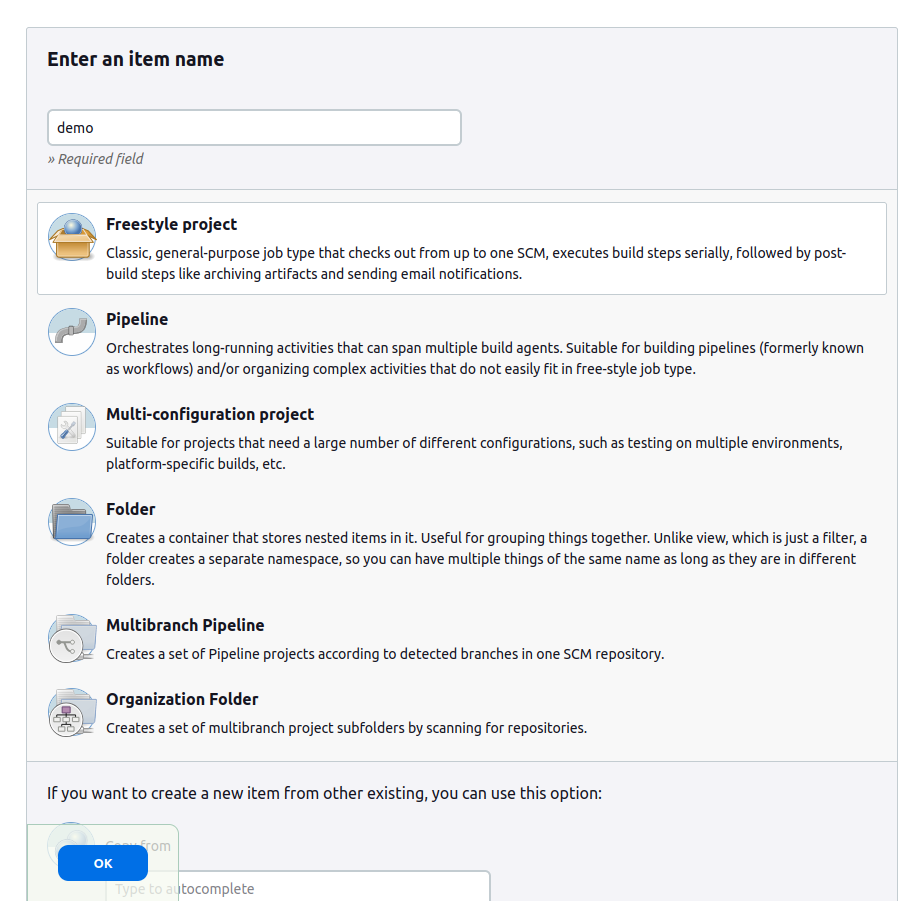 Enter an item name
demo
» Required field
Freestyle project
Classic, general-purpose job type that checks out from up to one SCM, executes build steps serially, followed by post-
build steps like archiving artifacts and sending email notifications.
Pipeline
Orchestrates long-running activities that can span multiple build agents. Suitable for building pipelines (formerly known
as workflows) and/or organizing complex activities that do not easily fit in free-style job type.
Multi-configuration project
Suitable for projects that need a large number of different configurations, such as testing on multiple environments,
platform-specific builds, etc.
Folder
Creates a container that stores nested items in it. Useful for grouping things together. Unlike view, which is just a filter, a
folder creates a separate namespace, so you can have multiple things of the same name as long as they are in different
folders.
Multibranch Pipeline
Creates a set of Pipeline projects according to detected branches in one SCM repository.
Organization Folder
Creates a set of multibranch project subfolders by scanning for repositories.
If you want to create a new item from other existing, you can use this option:
Copy from
OK
Type to autocomplete